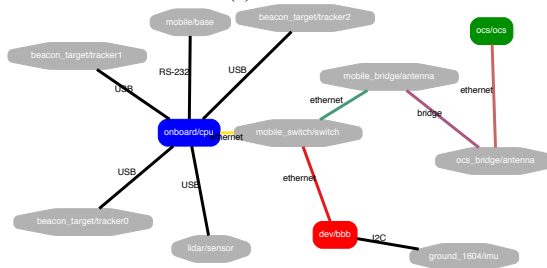 beacon_target/tracker2
mobile/base
ocs/ocs
beacon_target/tracker1
RS-232
USB
mobile_bridge/antenna
USB
ethernet
ethernet
bridge
onboard/cpu
ethernet
mobile_switch/switch
ocs_bridge/antenna
USB
USB
ethernet
beacon_target/tracker0
dev/bbb
I2C
lidar/sensor
ground_1604/imu